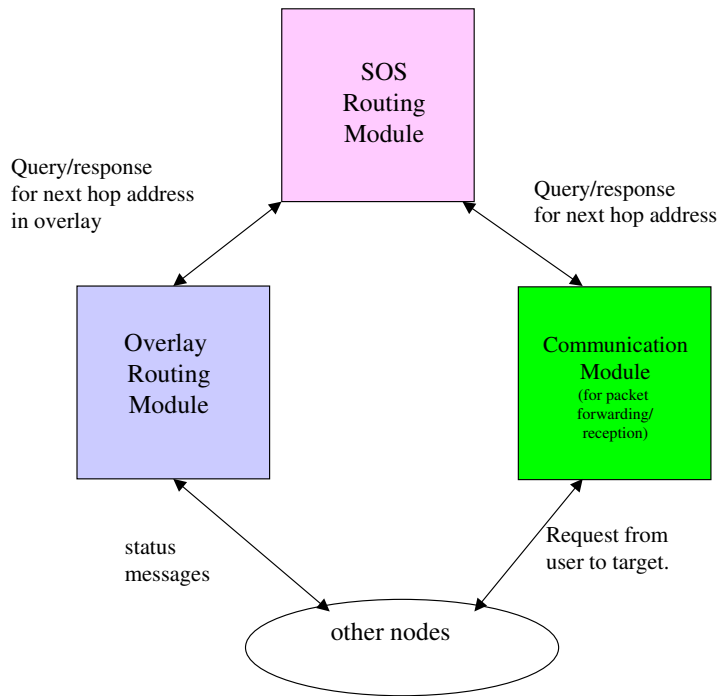 SOS
Routing
Module
Query/response
for next hop address
in overlay
Query/response
for next hop address
Overlay
Routing
Module
Communication
Module
(for packet
forwarding/
reception)
status
messages
Request from
user to target.
other nodes